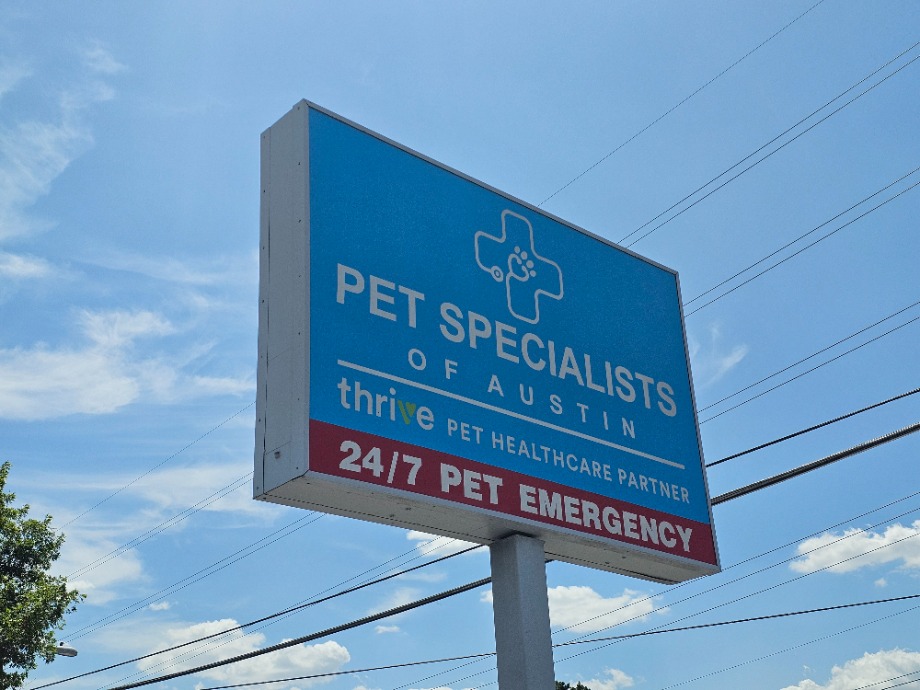 PET SPECIALISTS
OF AUSTIN
thrive PET HEALTHCARE PARTNER
24/7 PET EMERGENCY